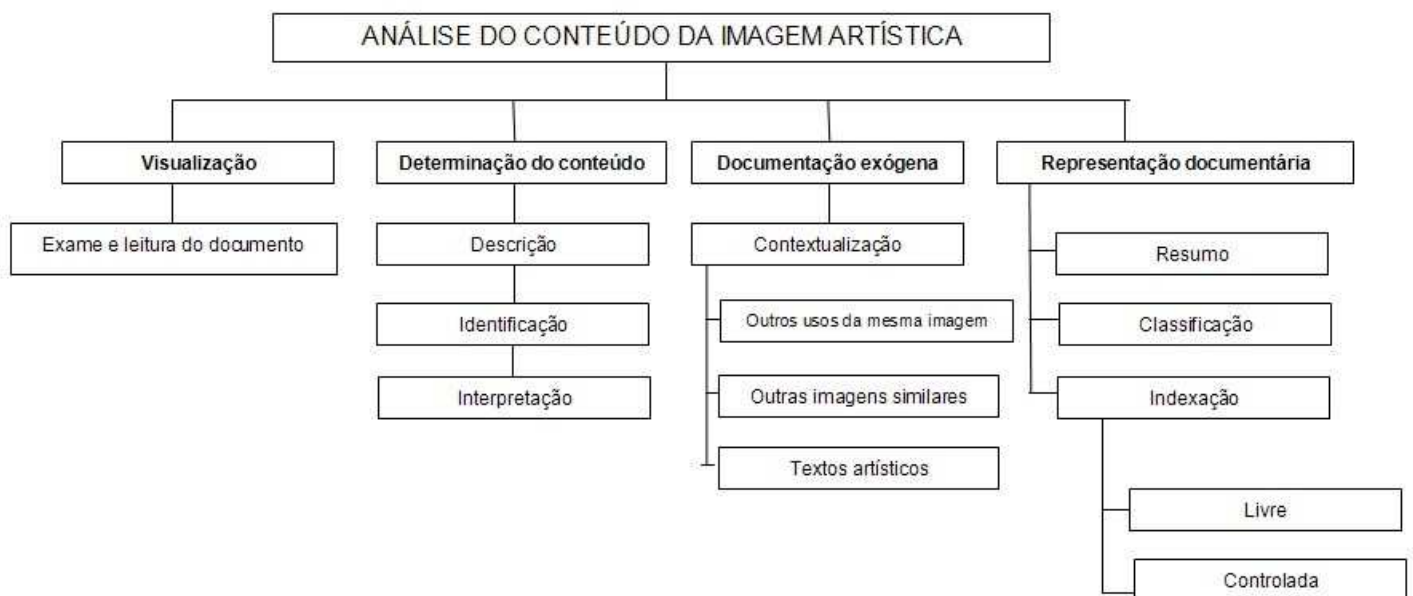 ANÁLISE DO CONTEÚDO DA IMAGEM ARTÍSTICA
Visualização
Exame e leitura do documento
Determinação do conteúdo
Descrição
Identificação
Interpretação
Documentação exógena
Contextualização
Outros usos da mesma imagem
Outras imagens similares
Textos artísticos
Representação documentária
Resumo
Classificação
Indexação
Livre
Controlada